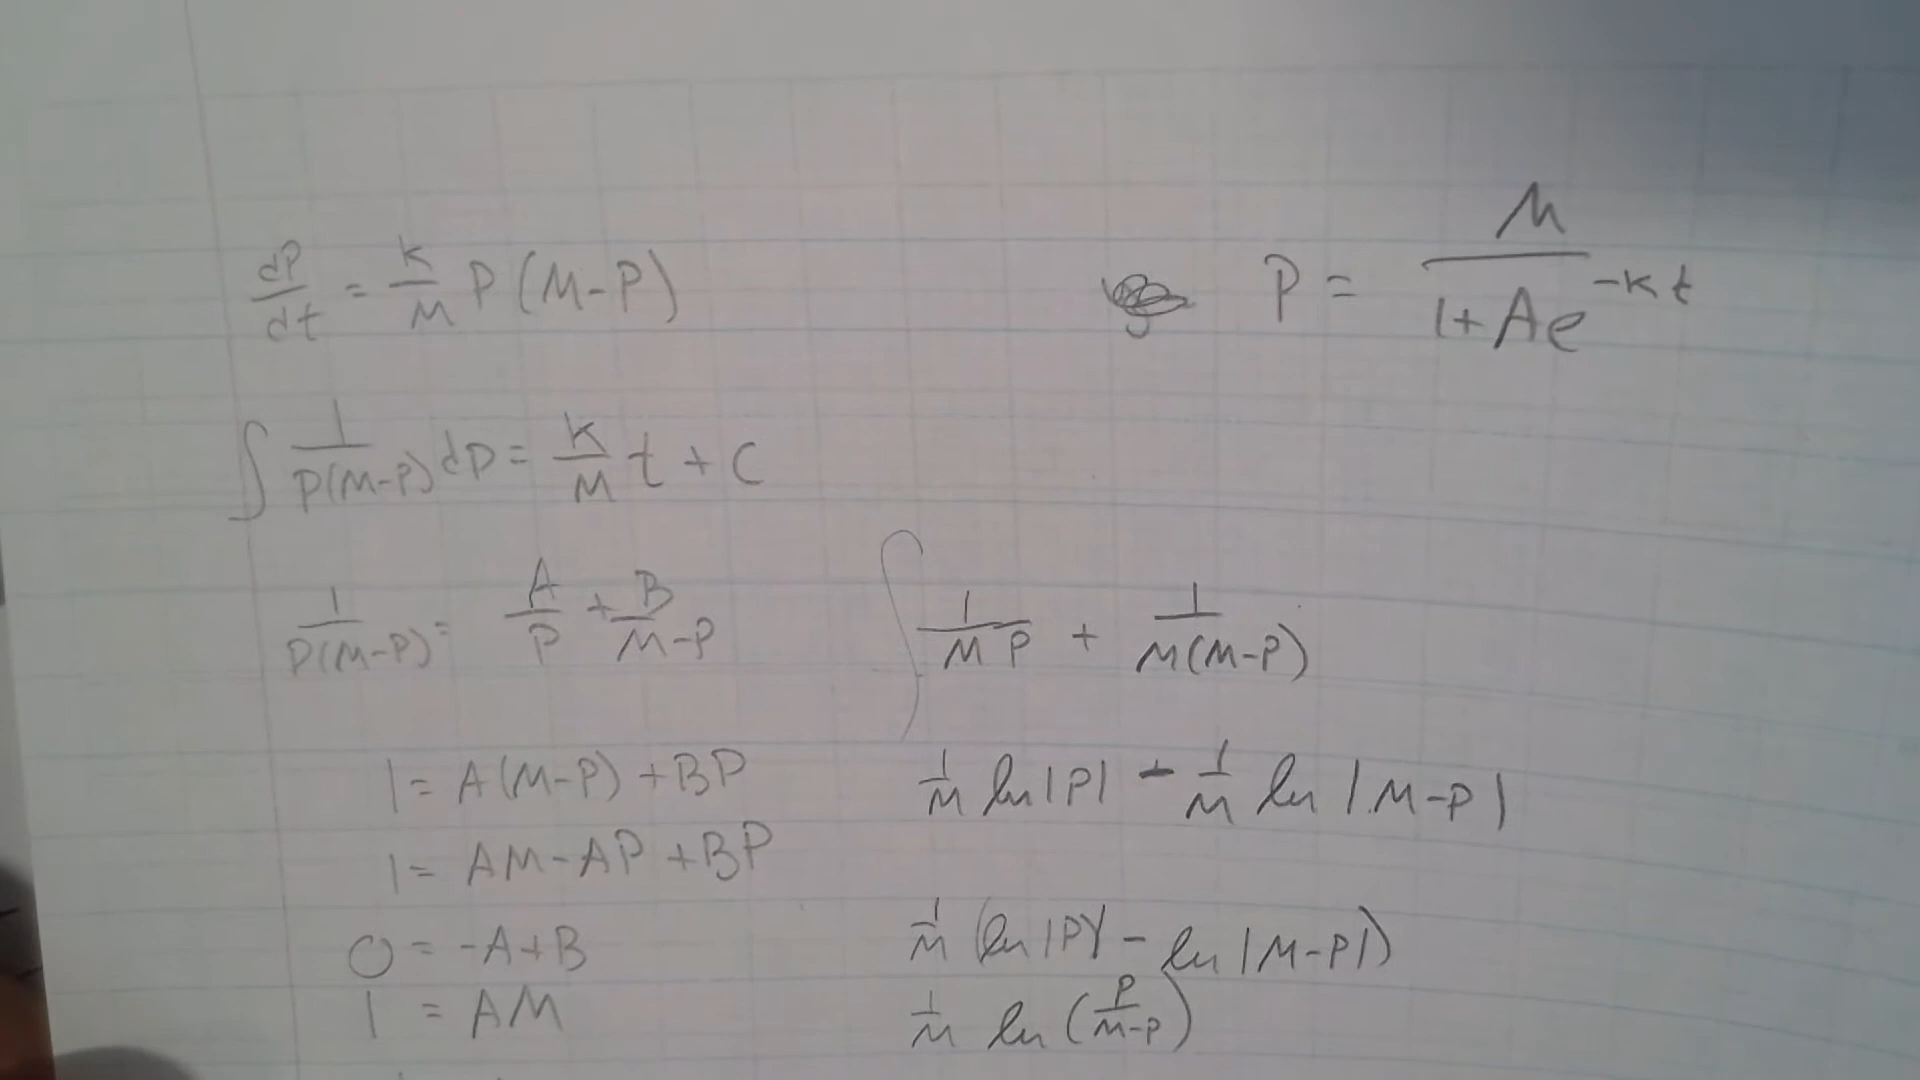 dP/dt = k/M P(M-P)
P = M/(1+Ae^-kt)
∫ 1/(P(M-P)) dP = k/M t + C
1/(P(M-P)) = A/P + B/(M-P)
1 = A(M-P) + BP
1 = AM - AP + BP
0 = -A+B
1 = AM
∫ 1/(MP) + 1/(M(M-P))
1/M ln|P| - 1/M ln|M-P|
1/M (ln|P| - ln|M-P|)
1/M ln(P/(M-P))